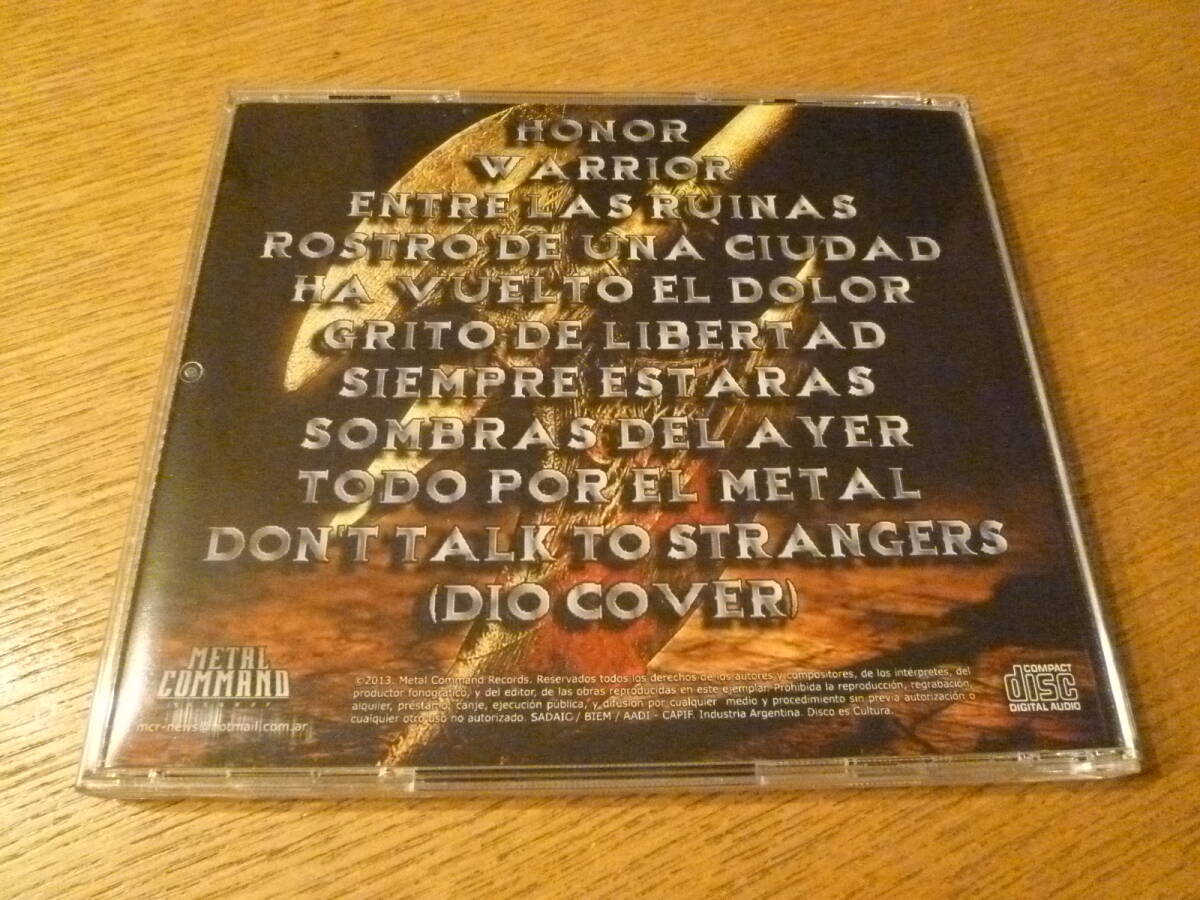 HONOR
WARRIOR
ENTRE LAS RUINAS
ROSTRO DE UNA CIUDAD
HA VUELTO EL DOLOR
GRITO DE LIBERTAD
SIEMPRE ESTARAS
SOMBRAS DEL AYER
TODO POR EL METAL
DON'T TALK TO STRANGERS
(DIO COVER)
METAL
COMMAND
mcr-news@hotmail.com.ar
©2013. Metal Command Records. Reservados todos los derechos de los autores y compositores, de los intérpretes, del
productor fonográfico, y del editor, de las obras reproducidas en este ejemplar. Prohibida la reproducción, regrabación,
alquiler, préstamo, canje, ejecución pública, y difusión por cualquier medio y procedimiento sin previa autorización o
cualquier otro uso no autorizado. SADAIC / BIEM / AADI - CAPIF. Industria Argentina. Disco es Cultura.
COMPACT
disc
DIGITAL AUDIO